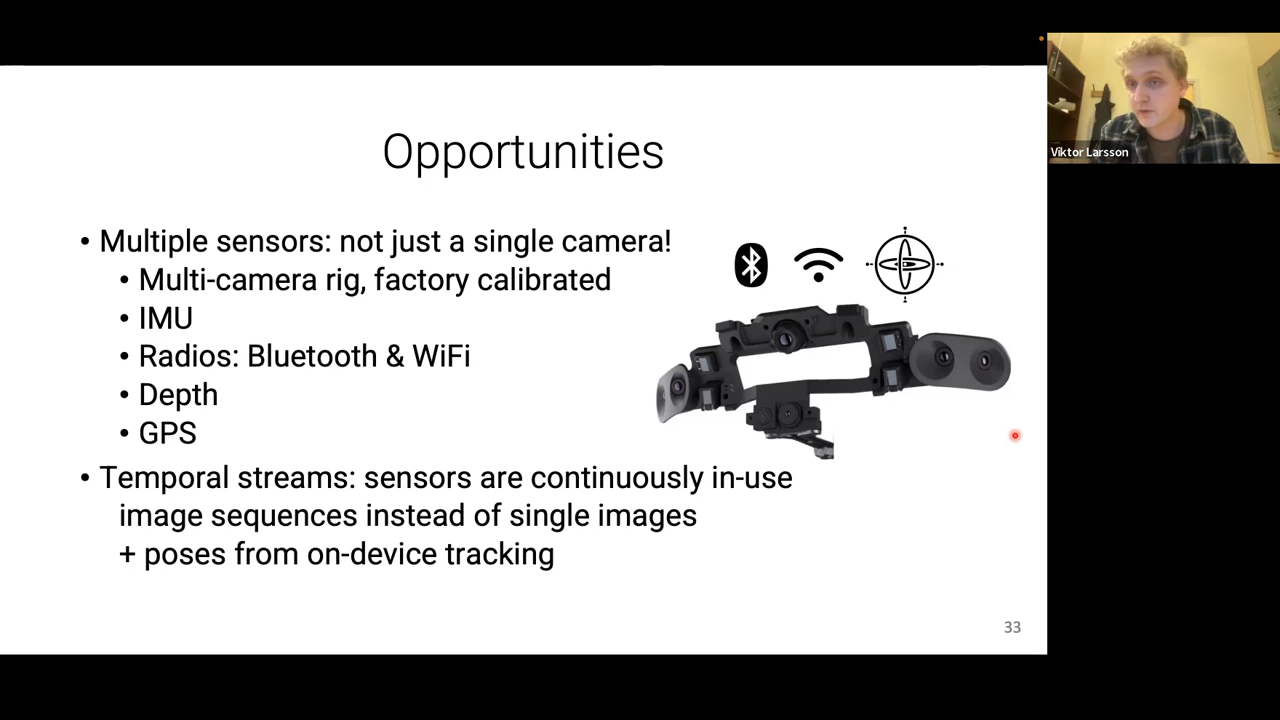 Opportunities
• Multiple sensors: not just a single camera!
• Multi-camera rig, factory calibrated
• IMU
• Radios: Bluetooth & WiFi
• Depth
• GPS
• Temporal streams: sensors are continuously in-use
image sequences instead of single images
+ poses from on-device tracking
33
Viktor Larsson